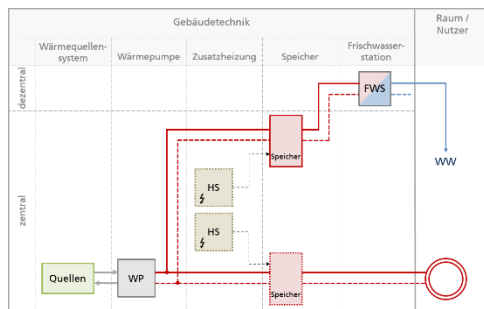 Gebäudetechnik
Raum /
Nutzer
Wärmequellen-
system
Wärmepumpe
Zusatzheizung
Speicher
Frischwasser-
station
dezentral
FWS
Speicher
WW
HS
HS
zentral
Quellen
WP
Speicher